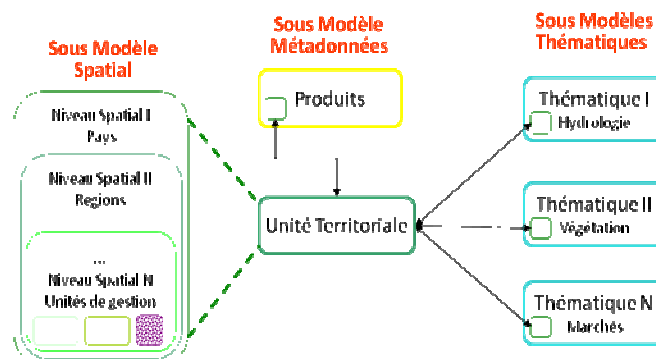 Sous Modèle
Spatial
Niveau Spatial I
Pays
Niveau Spatial II
Regions
...
Niveau Spatial N
Unités de gestion
Sous Modèle
Métadonnées
Produits
Unité Territoriale
Sous Modèles
Thématiques
Thématique I
Hydrologie
Thématique II
Végétation
Thématique N
Marchés